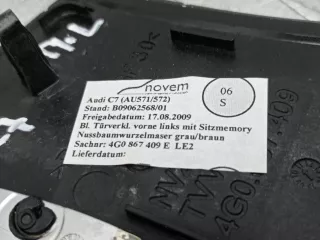 novem
06
S
Audi C7 (AU571/572)
Stand: B09062568/01
Freigabedatum: 17.08.2009
Bl. Türverkl. vorne links mit Sitzmemory
Nussbaumwurzelmaser grau/braun
Sachnr: 4G0 867 409 E LE2
Lieferdatum: